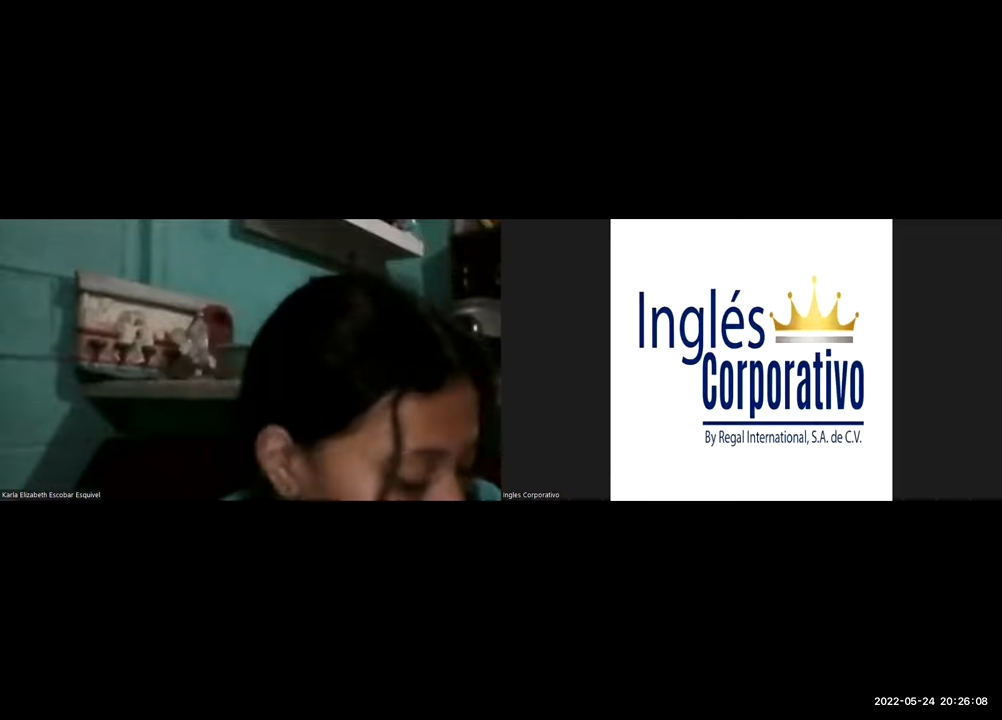 Inglés
Corporativo
By Regal International, S.A. de C.V.
Karla Elizabeth Escobar Esquivel
Ingles Corporativo
2022-05-24 20:26:08